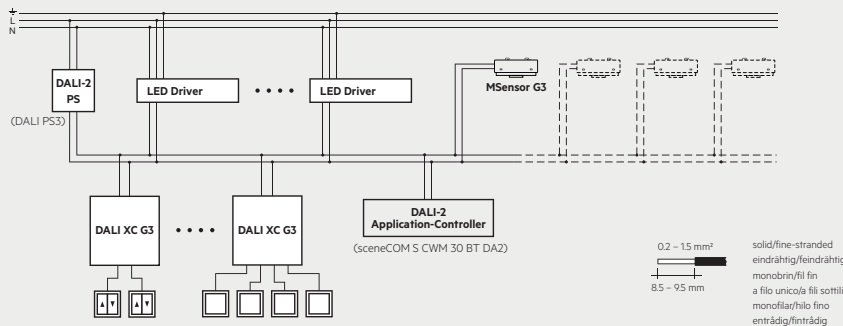 L
N
DALI-2
PS
(DALI PS3)
LED Driver
LED Driver
MSensor G3
DALI XC G3
DALI XC G3
DALI-2
Application-Controller
(sceneCOM S CWM 30 BT DA2)
0.2 – 1.5 mm²
8.5 – 9.5 mm
solid/fine-stranded
eindrähtig/feindrähtig
monobrin/fil fin
a filo unico/a fili sottili
monofilar/hilo fino
entrådig/fintrådig